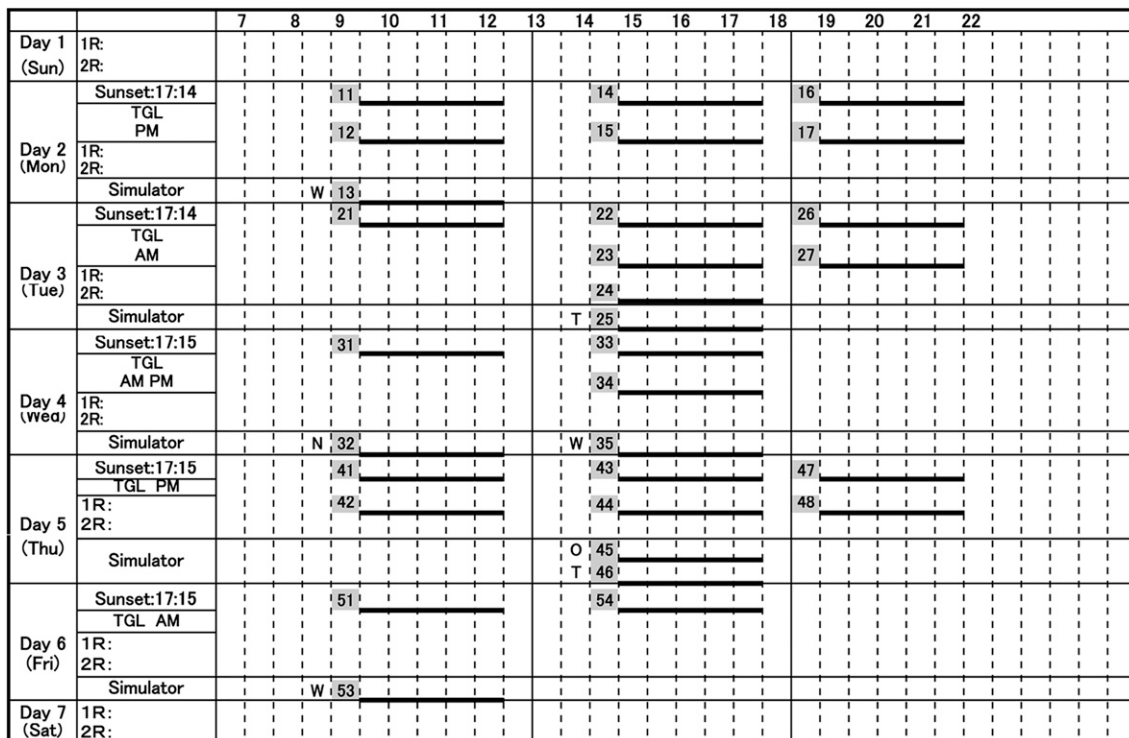 7 8 9 10 11 12 13 14 15 16 17 18 19 20 21 22
Day 1 1R:
(Sun) 2R:
Sunset:17:14 11 14 16
TGL
PM 12 15 17
Day 2 1R:
(Mon) 2R:
Simulator W 13
Sunset:17:14 21 22 26
TGL
AM 23 27
Day 3 1R:
(Tue) 2R: 24
Simulator T 25
Sunset:17:15 31 33
TGL
AM PM 34
Day 4 1R:
(Wed) 2R:
Simulator N 32 W 35
Sunset:17:15 41 43 47
TGL PM
1R: 42 44 48
Day 5 2R:
(Thu) O 45
Simulator T 46
Sunset:17:15 51 54
TGL AM
Day 6 1R:
(Fri) 2R:
Simulator W 53
Day 7 1R:
(Sat) 2R: